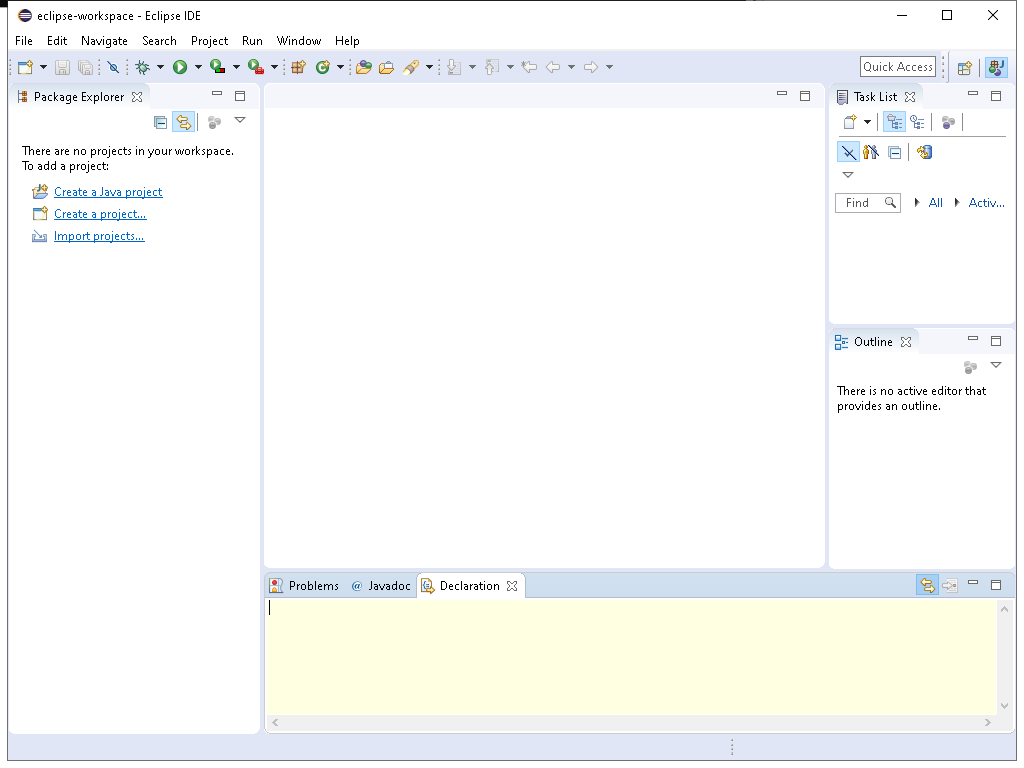 eclipse-workspace - Eclipse IDE
File Edit Navigate Search Project Run Window Help
Quick Access
Package Explorer
There are no projects in your workspace.
To add a project:
Create a Java project
Create a project...
Import projects...
Task List
Find All Activ...
Outline
There is no active editor that
provides an outline.
Problems @ Javadoc Declaration